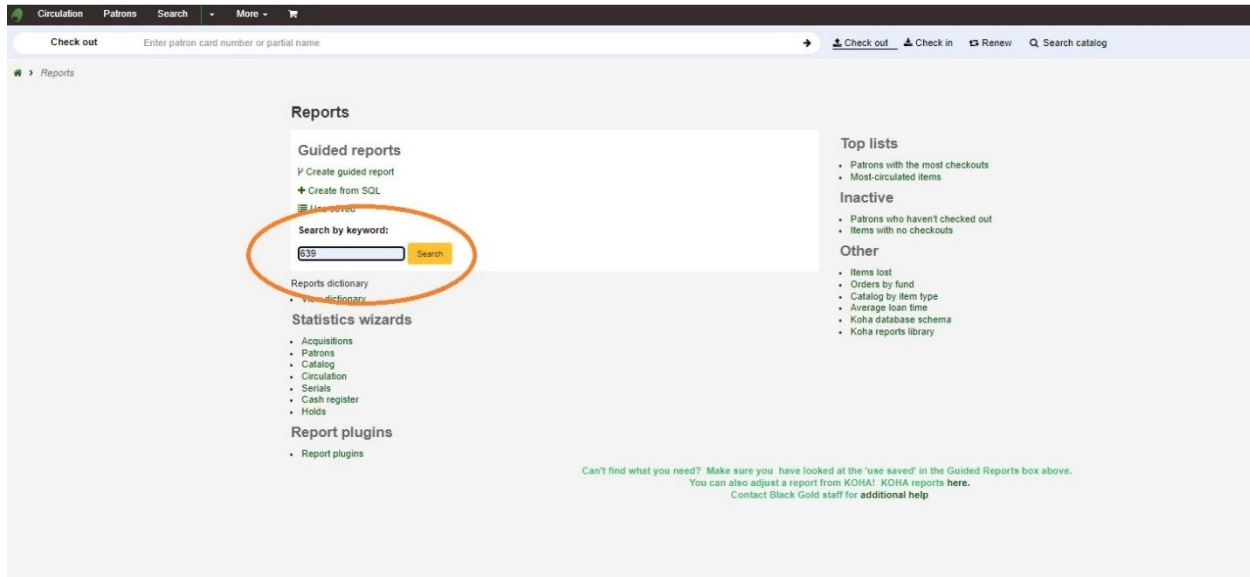 Circulation Patrons Search More
Check out Enter patron card number or partial name Check out Check in Renew Search catalog
Reports
Reports
Guided reports
Create guided report
Create from SQL
Use saved
Search by keyword:
639 Search
Reports dictionary
View dictionary
Statistics wizards
Acquisitions
Patrons
Catalog
Circulation
Serials
Cash register
Holds
Report plugins
Report plugins
Top lists
Patrons with the most checkouts
Most-circulated items
Inactive
Patrons who haven't checked out
Items with no checkouts
Other
Items lost
Orders by fund
Catalog by item type
Average loan time
Koha database schema
Koha reports library
Can't find what you need? Make sure you have looked at the 'use saved' in the Guided Reports box above.
You can also adjust a report from KOHA! KOHA reports here.
Contact Black Gold staff for additional help